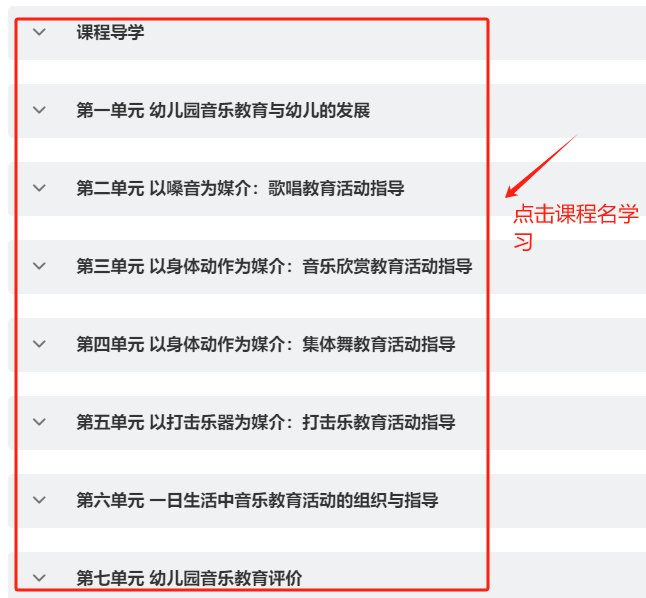 课程导学
第一单元 幼儿园音乐教育与幼儿的发展
第二单元 以嗓音为媒介：歌唱教育活动指导
点击课程名学
习
第三单元 以身体动作为媒介：音乐欣赏教育活动指导
第四单元 以身体动作为媒介：集体舞教育活动指导
第五单元 以打击乐器为媒介：打击乐教育活动指导
第六单元 一日生活中音乐教育活动的组织与指导
第七单元 幼儿园音乐教育评价